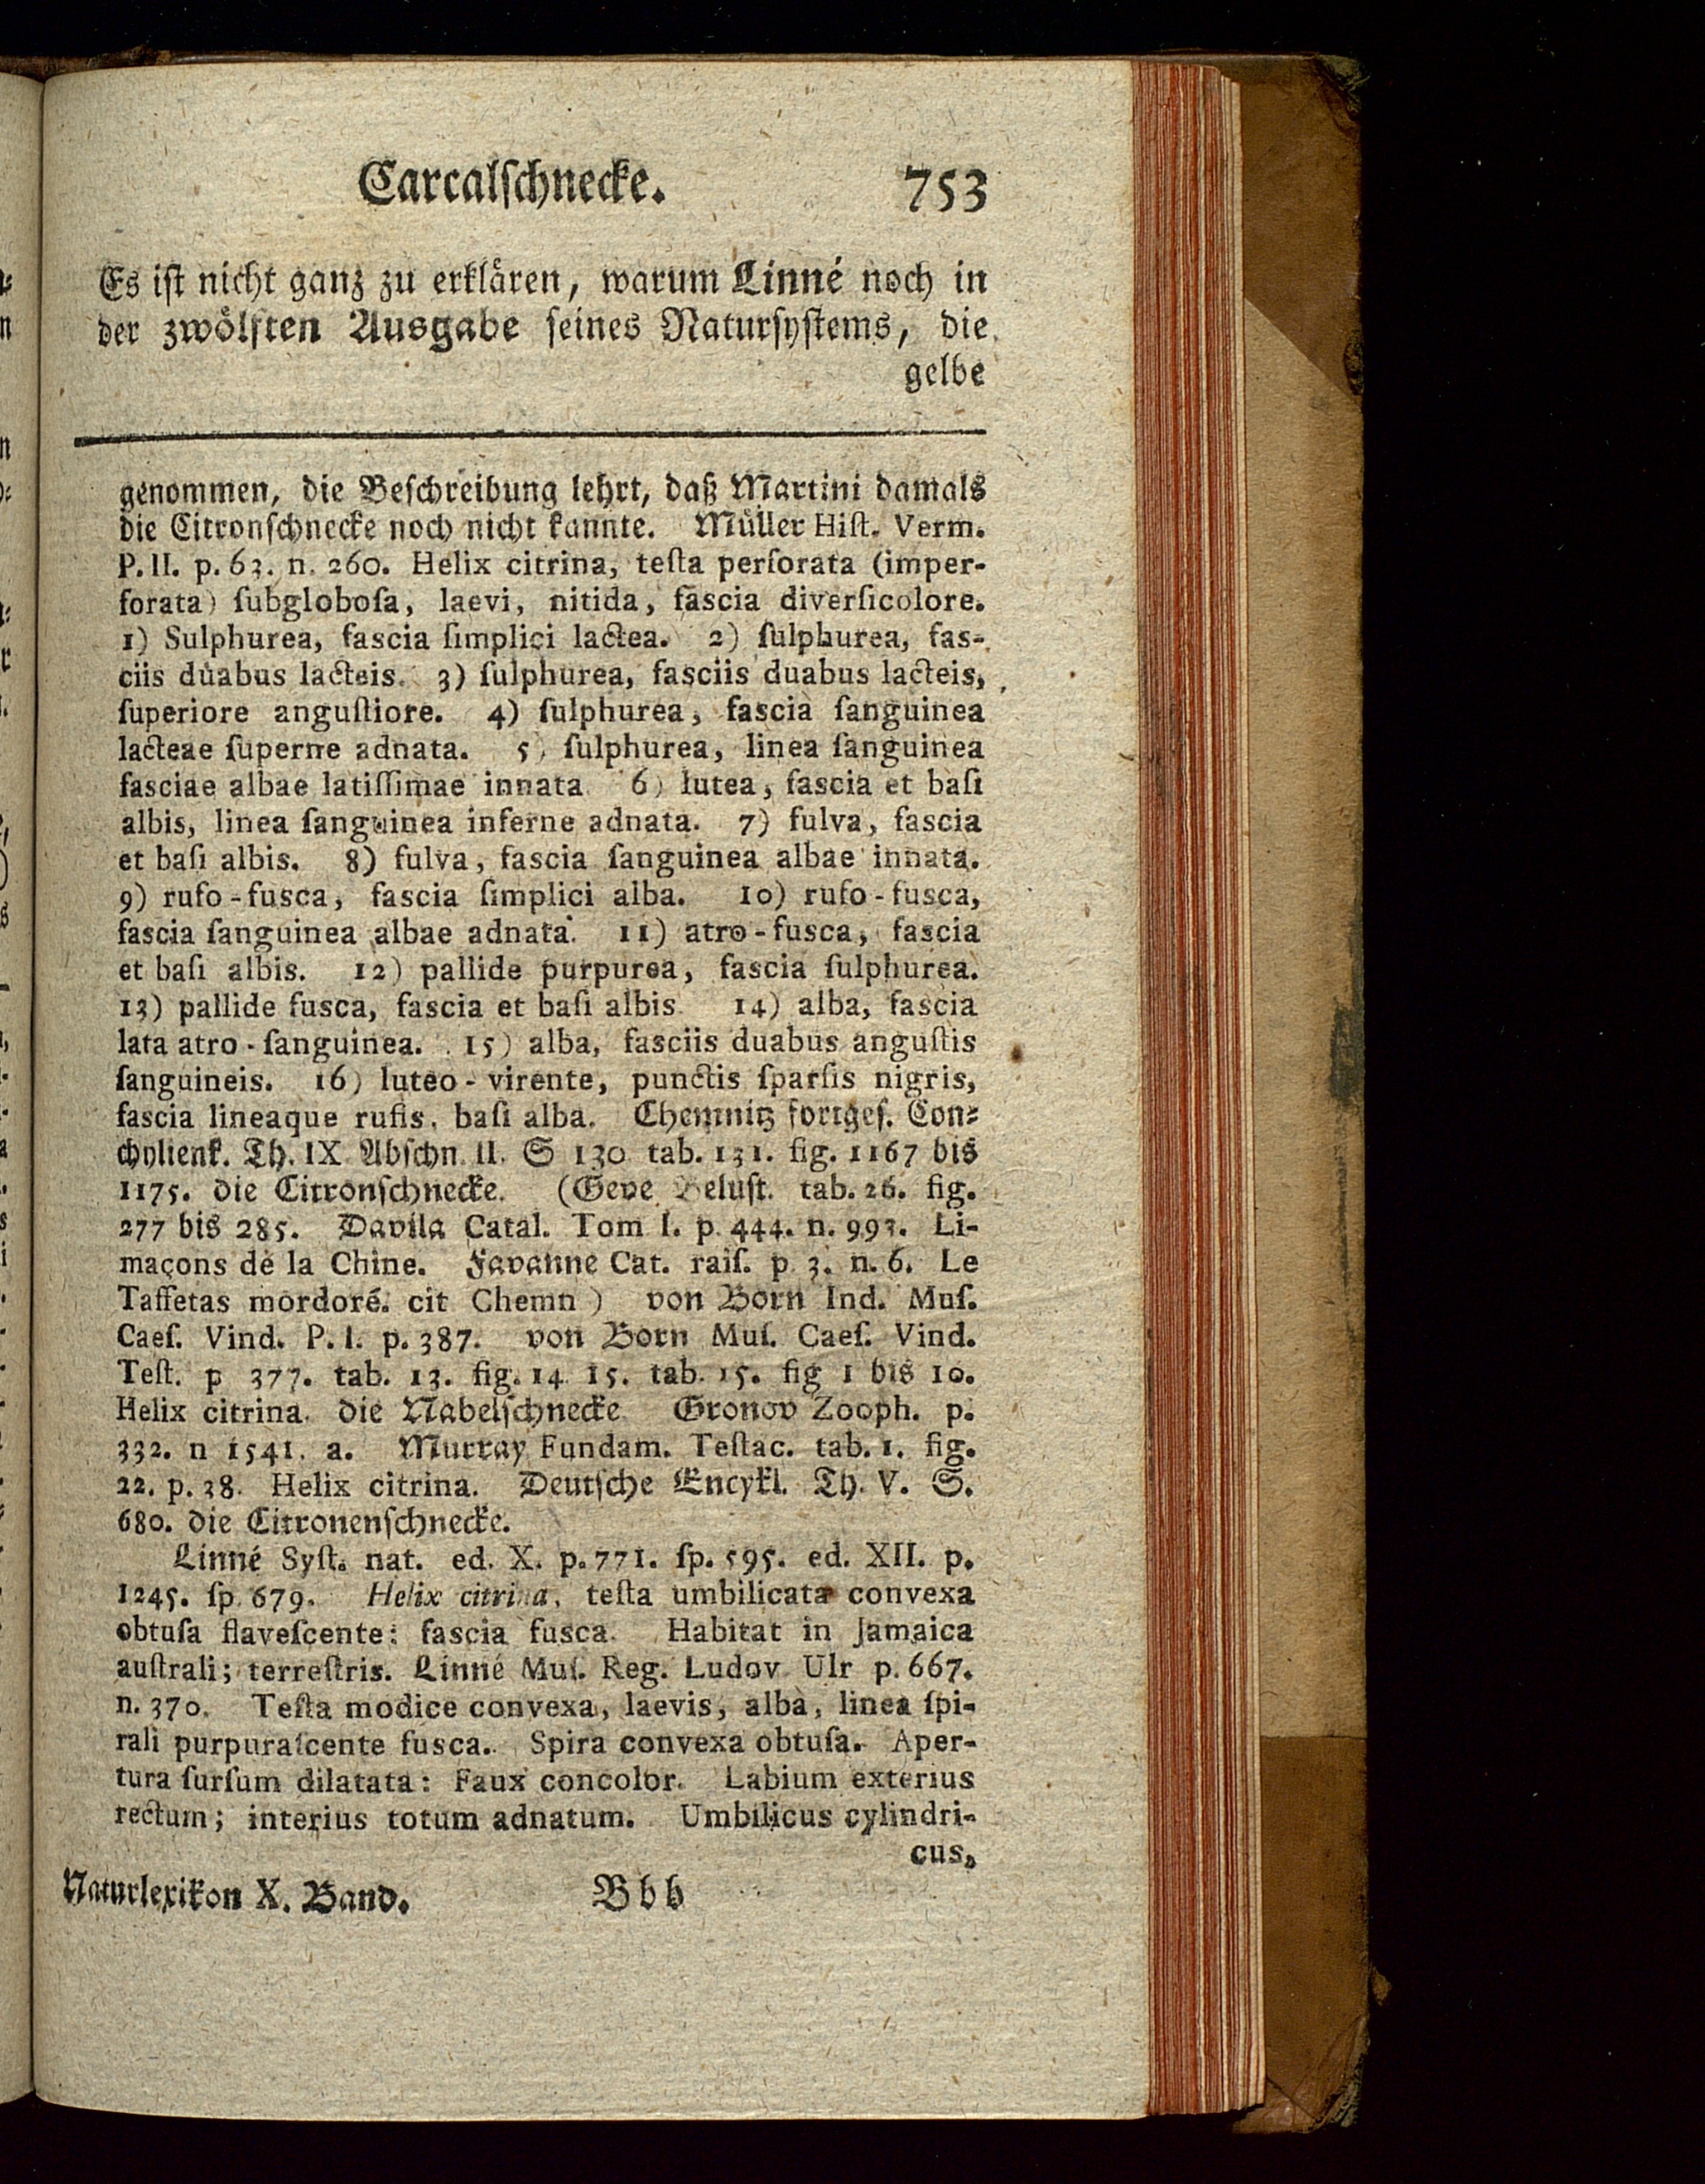 Carcalſchnecke. 753
Es iſt nicht ganz zu erklären, warum Linné noch in
der zwölften Ausgabe ſeines Naturſyſtems, die
gelbe
genommen, die Beſchreibung lehrt, daß Martini damals
die Citronſchnecke noch nicht kannte. Müller Hiſt. Verm.
P. II. p. 63. n. 260. Helix citrina, teſta perforata (imper-
forata) ſubgloboſa, laevi, nitida, faſcia diverſicolore.
1) Sulphurea, faſcia ſimplici lactea. 2) ſulphurea, fas-
ciis duabus lacteis. 3) ſulphurea, fasciis duabus lacteis,
ſuperiore anguſtiore. 4) ſulphurea, fascia ſanguinea
lacteae ſuperne adnata. 5) ſulphurea, linea ſanguinea
fasciae albae latiſſimae innata 6) lutea, fascia et baſi
albis, linea ſanguinea inferne adnata. 7) fulva, fascia
et baſi albis. 8) fulva, fascia ſanguinea albae innata.
9) rufo-fusca, fascia ſimplici alba. 10) rufo-fusca,
fascia ſanguinea albae adnata. 11) atro-fusca, fascia
et baſi albis. 12) pallide purpurea, fascia ſulphurea.
13) pallide fusca, fascia et baſi albis 14) alba, fascia
lata atro-ſanguinea. 15) alba, fasciis duabus anguſtis
ſanguineis. 16) luteo-virente, punctis ſparſis nigris,
fascia lineaque rufis, baſi alba. Chemnitz fortgeſ. Con-
chylienk. Th. IX Abſchn. II. S 130 tab. 131. fig. 1167 bis
1175. die Citronſchnecke. (Geve Beluſt. tab. 26. fig.
277 bis 285. Davila Catal. Tom I. p. 444. n. 993. Li-
maçons de la Chine. Favanne Cat. raiſ. p 3. n. 6. Le
Taffetas mordoré. cit Chemn ) von Born Ind. Muſ.
Caeſ. Vind. P. I. p. 387. von Born Muſ. Caeſ. Vind.
Teſt. p 377. tab. 13. fig. 14 15. tab. 15. fig 1 bis 10.
Helix citrina. die Nabelſchnecke Gronov Zooph. p.
332. n 1541. a. Murray Fundam. Teſtac. tab. 1. fig.
22. p. 38. Helix citrina. Deutſche Encykl. Th. V. S.
680. die Citronenſchnecke.
Linné Syſt. nat. ed. X. p. 771. ſp. 595. ed. XII. p.
1245. ſp. 679. Helix citrina, teſta umbilicata convexa
obtuſa flaveſcente: fascia fusca. Habitat in Jamaica
auſtrali; terreſtris. Linné Muſ. Reg. Ludov Ulr p. 667.
n. 370. Teſta modice convexa, laevis, alba, linea ſpi-
rali purpuraſcente fusca. Spira convexa obtuſa. Aper-
tura ſurſum dilatata: Faux concolor. Labium exterius
rectum; interius totum adnatum. Umbilicus cylindri-
cus,
Naturlexikon X. Band. Bbb